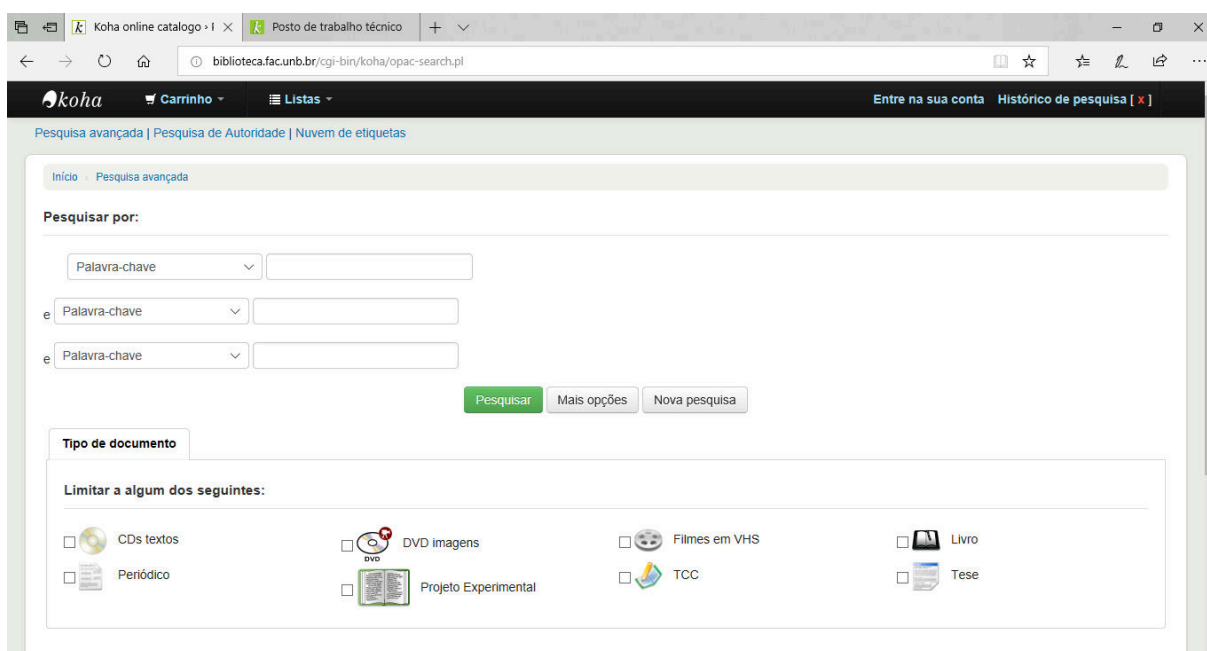 Koha online catalogo › F
Posto de trabalho técnico
biblioteca.fac.unb.br/cgi-bin/koha/opac-search.pl
koha Carrinho Listas Entre na sua conta Histórico de pesquisa [ x ]
Pesquisa avançada | Pesquisa de Autoridade | Nuvem de etiquetas
Início › Pesquisa avançada
Pesquisar por:
Palavra-chave
e Palavra-chave
e Palavra-chave
Pesquisar Mais opções Nova pesquisa
Tipo de documento
Limitar a algum dos seguintes:
CDs textos DVD DVD imagens Filmes em VHS Livro
Periódico Projeto Experimental TCC Tese